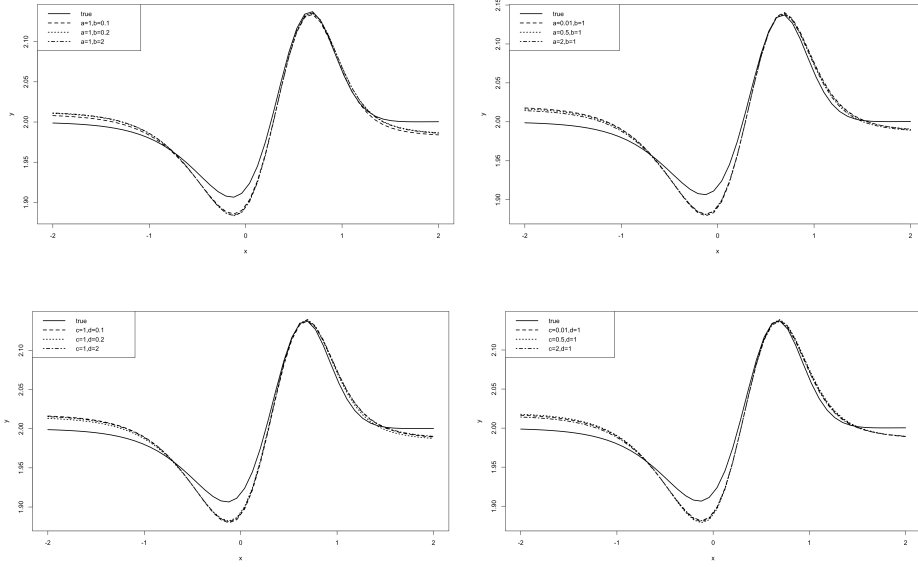 true
a=1,b=0.1
a=1,b=0.2
a=1,b=2
y
2.10
2.05
2.00
1.95
1.90
-2 -1 0 1 2
x
true
a=0.01,b=1
a=0.5,b=1
a=2,b=1
y
2.15
2.10
2.05
2.00
1.95
1.90
-2 -1 0 1 2
x
true
c=1,d=0.1
c=1,d=0.2
c=1,d=2
y
2.10
2.05
2.00
1.95
1.90
-2 -1 0 1 2
x
true
c=0.01,d=1
c=0.5,d=1
c=2,d=1
y
2.10
2.05
2.00
1.95
1.90
-2 -1 0 1 2
x